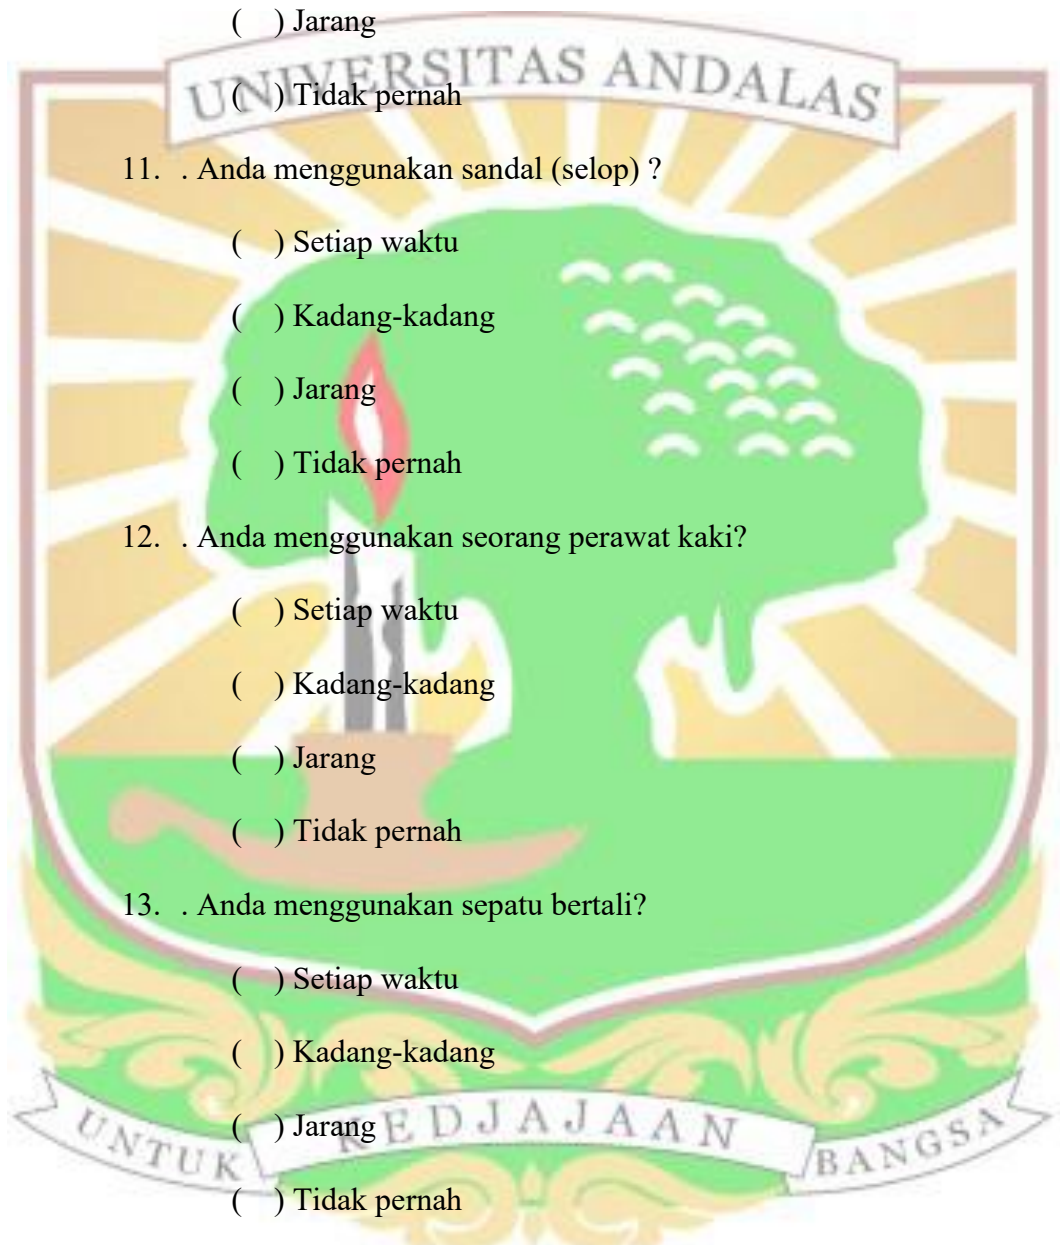 ( ) Jarang
UNIVERSITAS ANDALAS
( ) Tidak pernah
11. . Anda menggunakan sandal (selop) ?
( ) Setiap waktu
( ) Kadang-kadang
( ) Jarang
( ) Tidak pernah
12. . Anda menggunakan seorang perawat kaki?
( ) Setiap waktu
( ) Kadang-kadang
( ) Jarang
( ) Tidak pernah
13. . Anda menggunakan sepatu bertali?
( ) Setiap waktu
( ) Kadang-kadang
( ) Jarang
UNTUK KEDJAJAAN BANGSA
( ) Tidak pernah